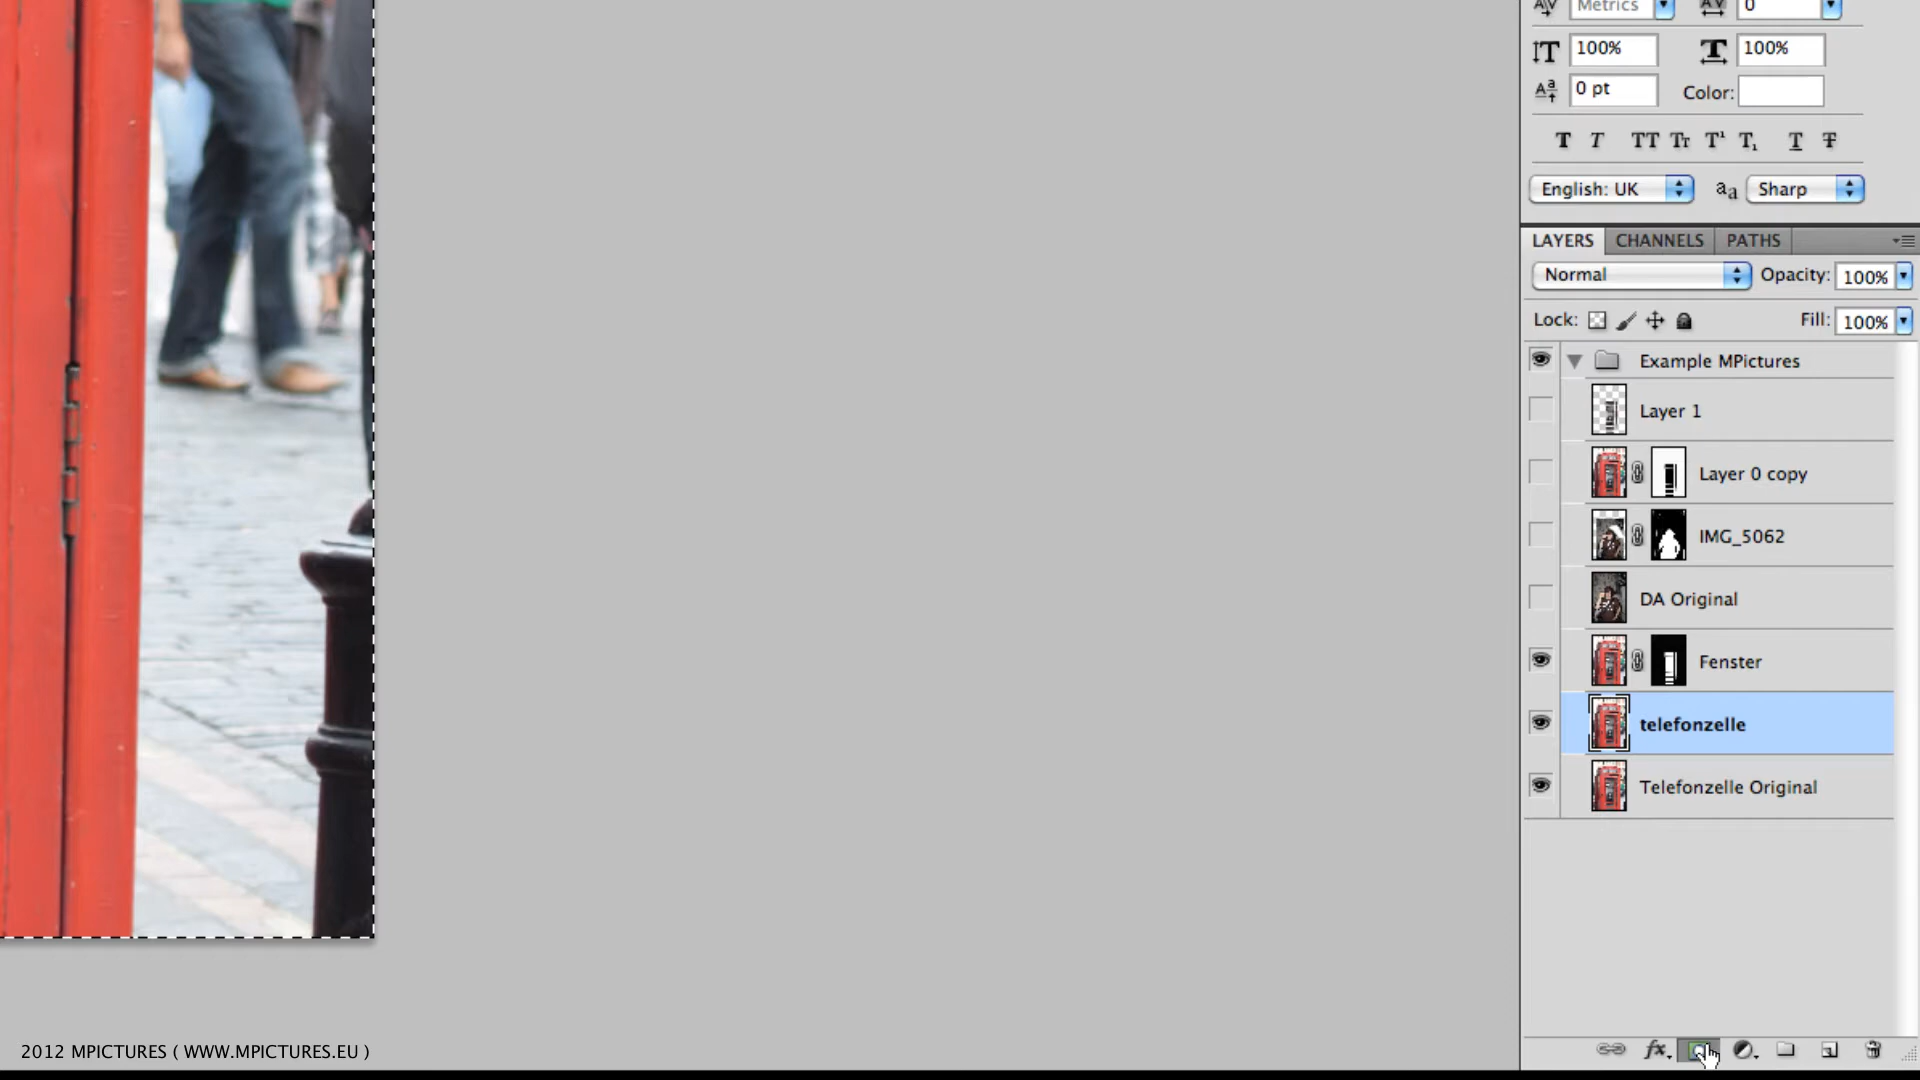 Metrics 0
100% 100%
0 pt Color:
T T TT Tr T¹ T₁ T T
English: UK aa Sharp
LAYERS CHANNELS PATHS
Normal Opacity: 100%
Lock: Fill: 100%
Example MPictures
Layer 1
Layer 0 copy
IMG_5062
DA Original
Fenster
telefonzelle
Telefonzelle Original
fx
2012 MPICTURES ( WWW.MPICTURES.EU )